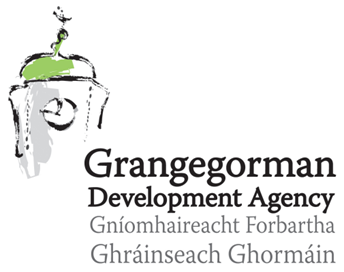 Grangegorman
Development Agency
Gníomhaireacht Forbartha
Ghráinseach Ghormáin